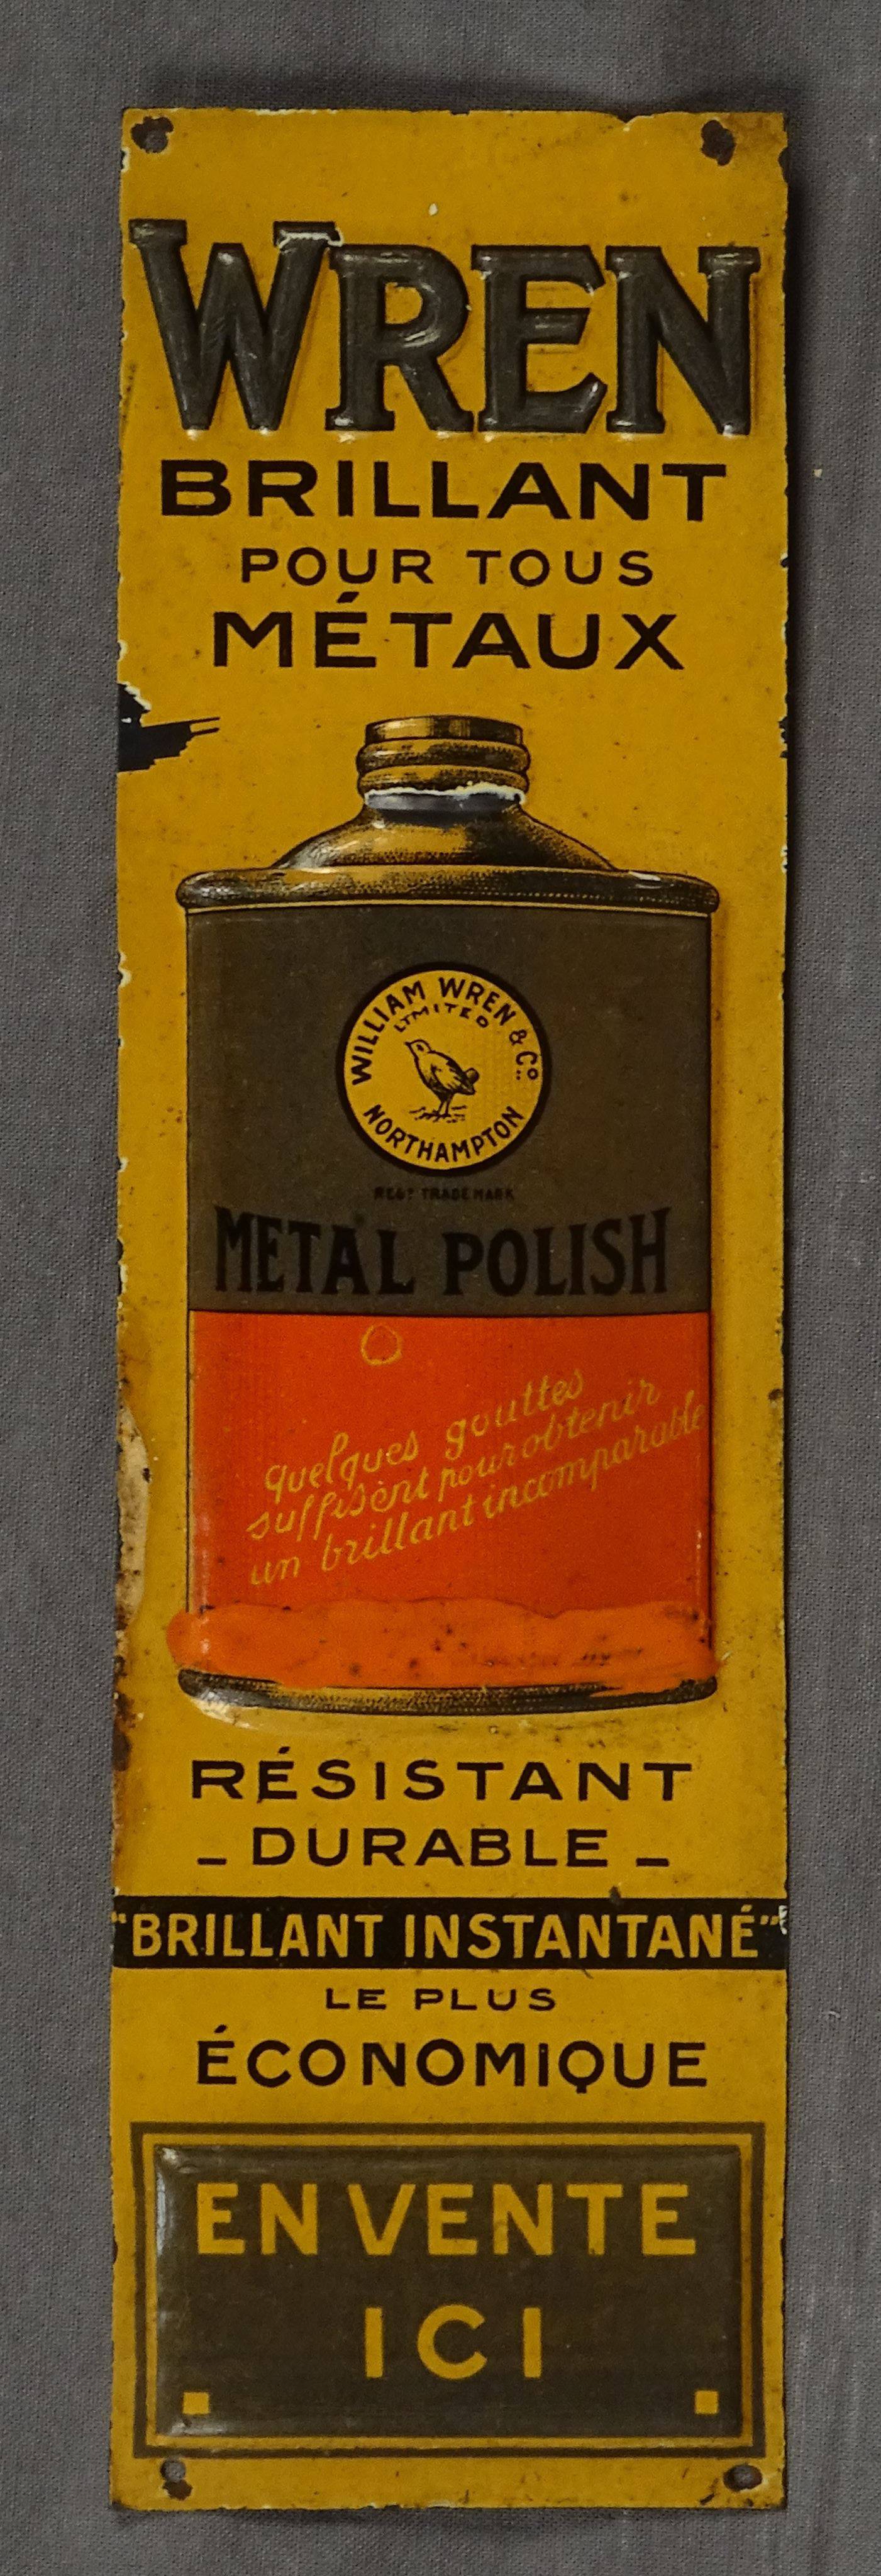 WREN
BRILLANT
POUR TOUS
MÉTAUX
WILLIAM WREN & Co.
LIMITED
NORTHAMPTON
REGD TRADE MARK
METAL POLISH
quelques gouttes
suffisent pour obtenir
un brillant incomparable
RÉSISTANT
_ DURABLE _
"BRILLANT INSTANTANÉ"
LE PLUS
ÉCONOMIQUE
EN VENTE
ICI